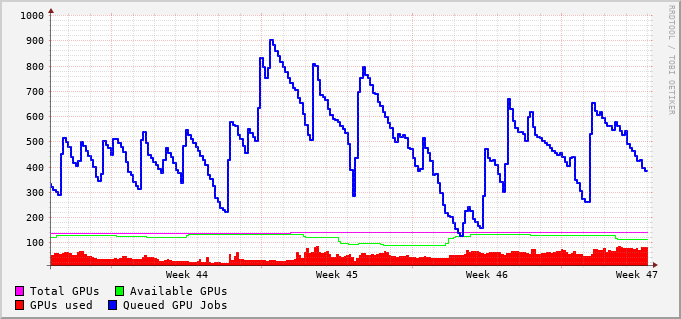 1000
900
800
700
600
500
400
300
200
100
Week 44 Week 45 Week 46 Week 47
Total GPUs Available GPUs
GPUs used Queued GPU Jobs
RRDTOOL / TOBI OETIKER